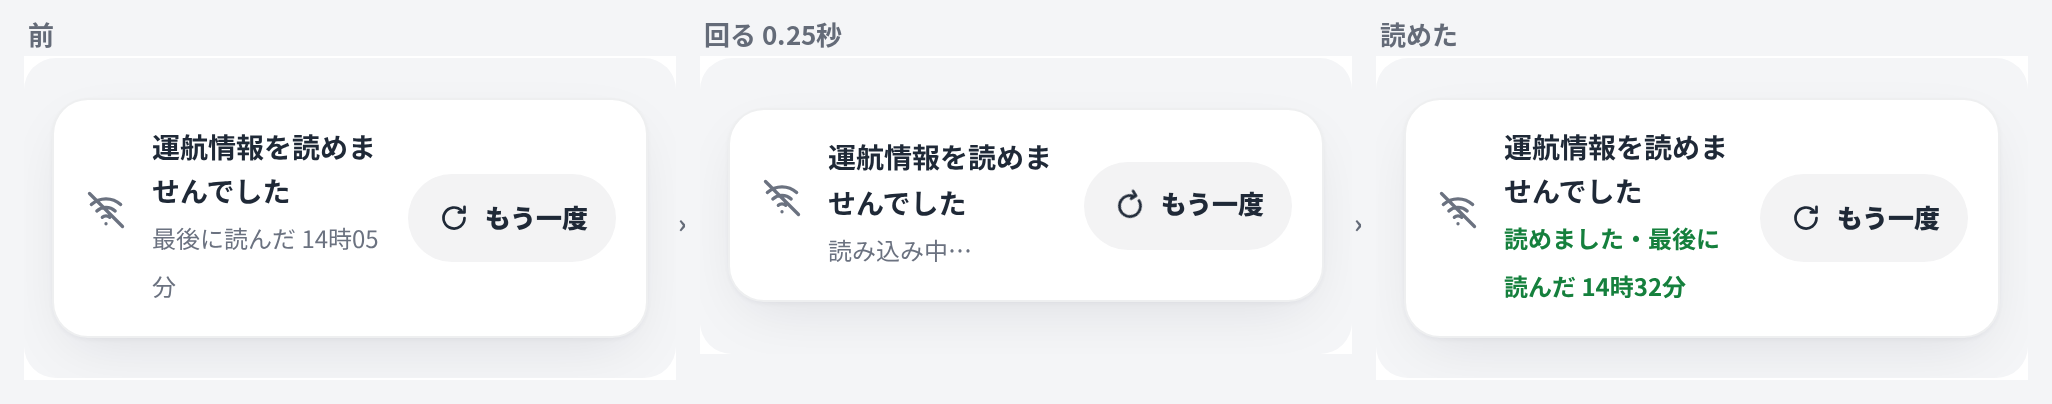 前
運航情報を読めま
せんでした
最後に読んだ 14時05
分
もう一度
回る 0.25秒
運航情報を読めま
せんでした
読み込み中…
もう一度
読めた
運航情報を読めま
せんでした
読めました・最後に
読んだ 14時32分
もう一度